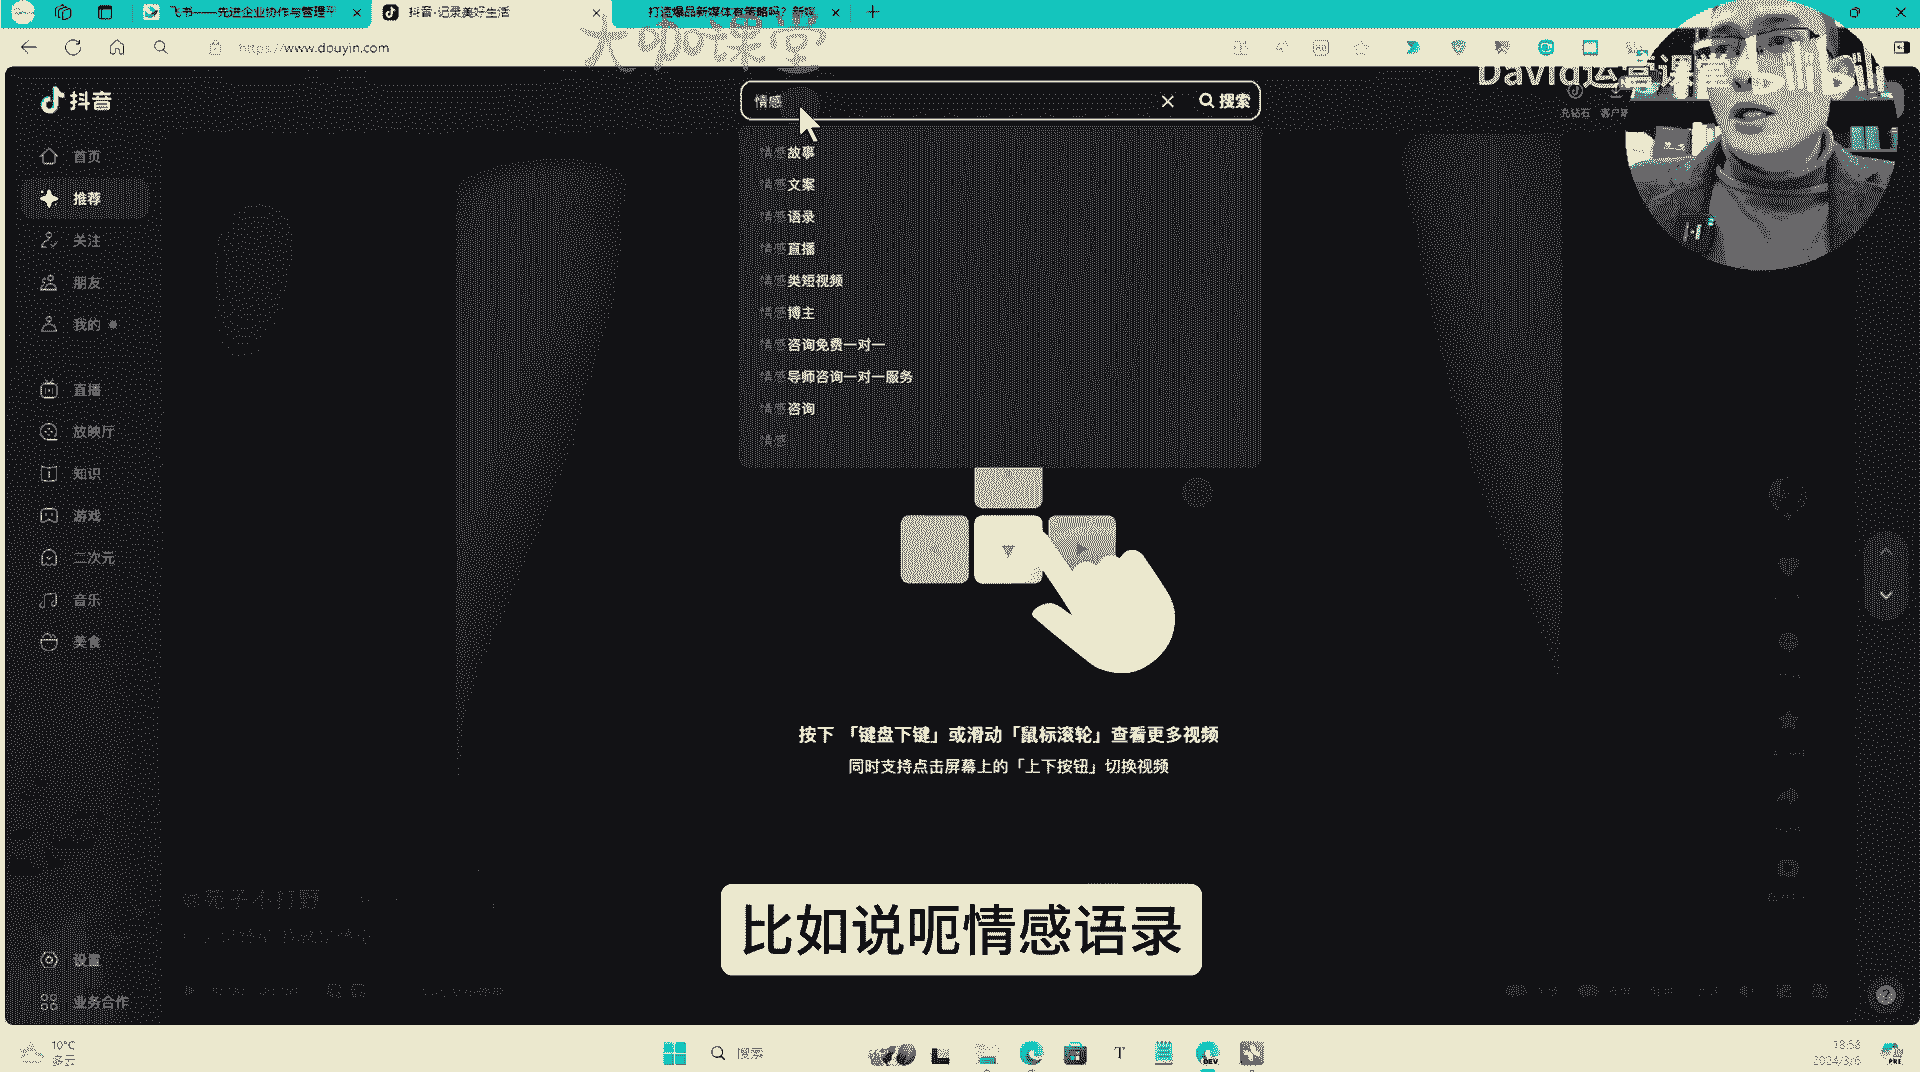 飞书——先进企业协作与管理平
抖音-记录美好生活
打造爆品新媒体有策略吗？新媒
https://www.douyin.com
大咖课堂
David运营课堂
bilibili
抖音
情感
搜索
充钻石
首页
推荐
关注
朋友
我的
直播
放映厅
知识
游戏
二次元
音乐
美食
设置
业务合作
情感故事
情感文案
情感语录
情感直播
情感类短视频
情感博主
情感咨询免费一对一
情感导师咨询一对一服务
情感咨询
情感
按下 「键盘下键」或滑动「鼠标滚轮」查看更多视频
同时支持点击屏幕上的「上下按钮」切换视频
比如说呃情感语录
10°C
多云
搜索
18:58
2024/3/6